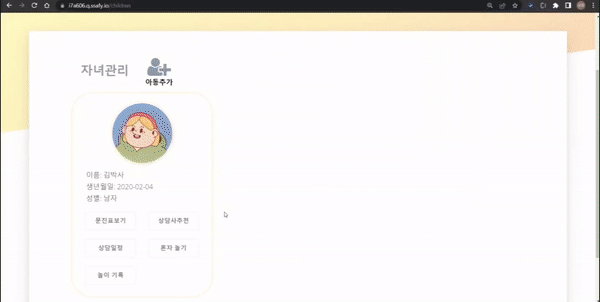 i7a606.q.ssafy.io/childtwr
자녀관리
아동추가
이름: 김박사
생년월일: 2020-02-04
성별: 남자
문진표보기 상담사추천
상담일정 혼자 놀기
놀이 기록